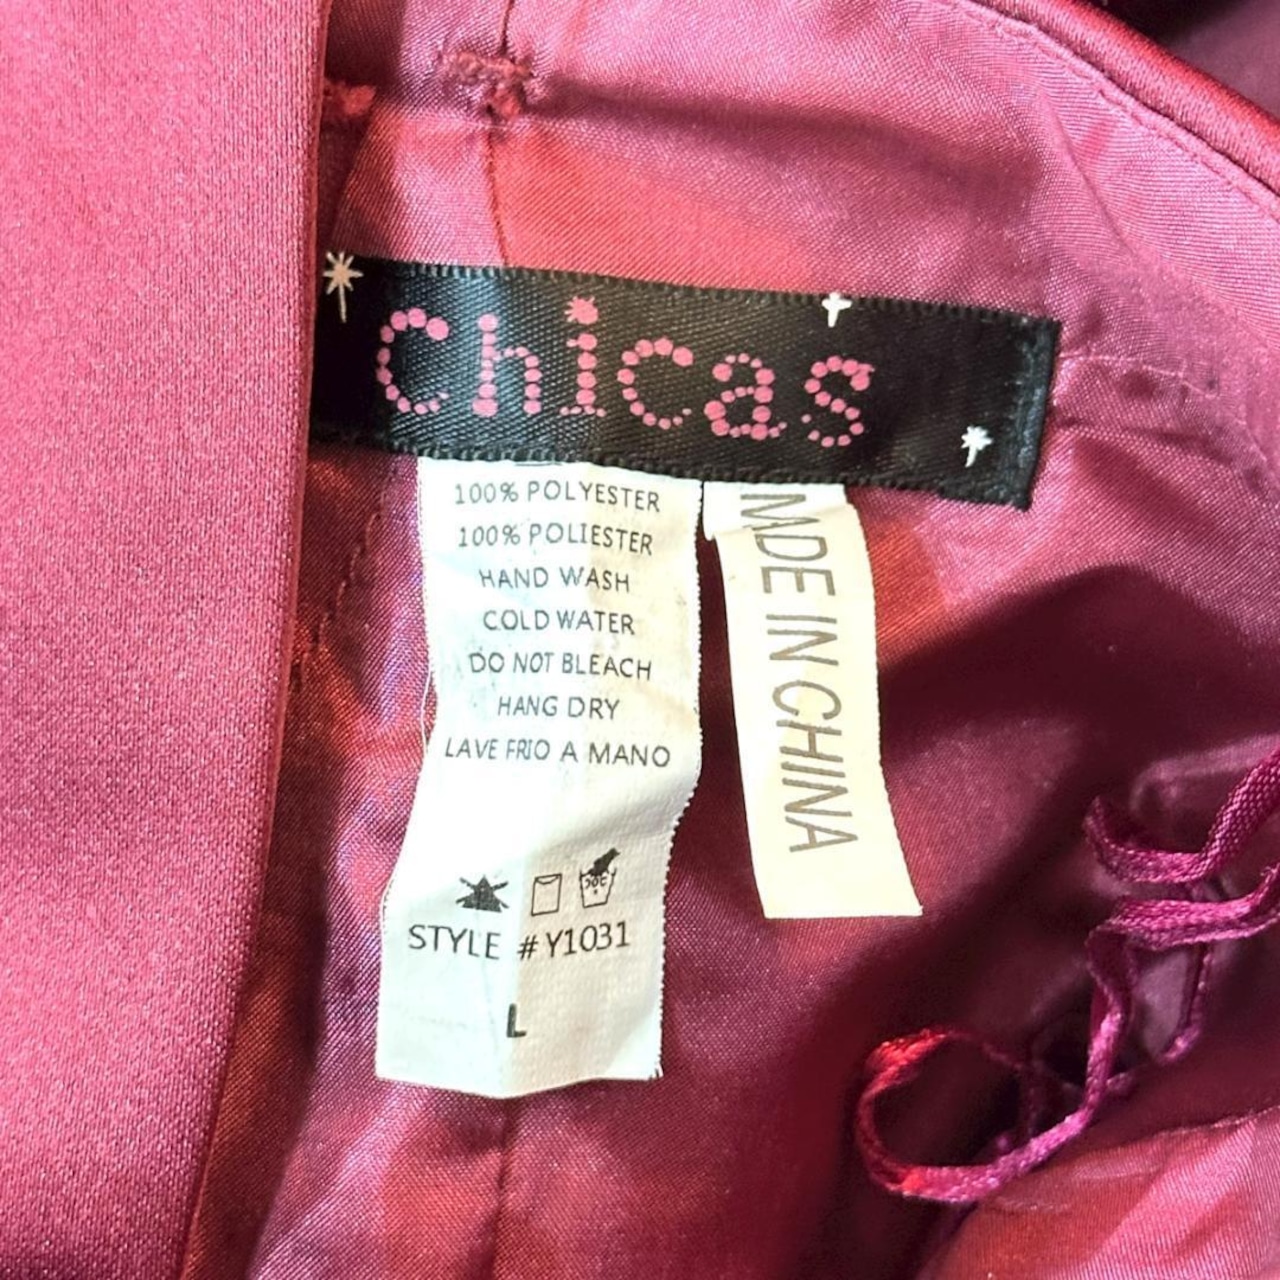 Chicas
100% POLYESTER
100% POLIESTER
HAND WASH
COLD WATER
DO NOT BLEACH
HANG DRY
LAVE FRIO A MANO
STYLE # Y1031
L
MDE IN CHINA